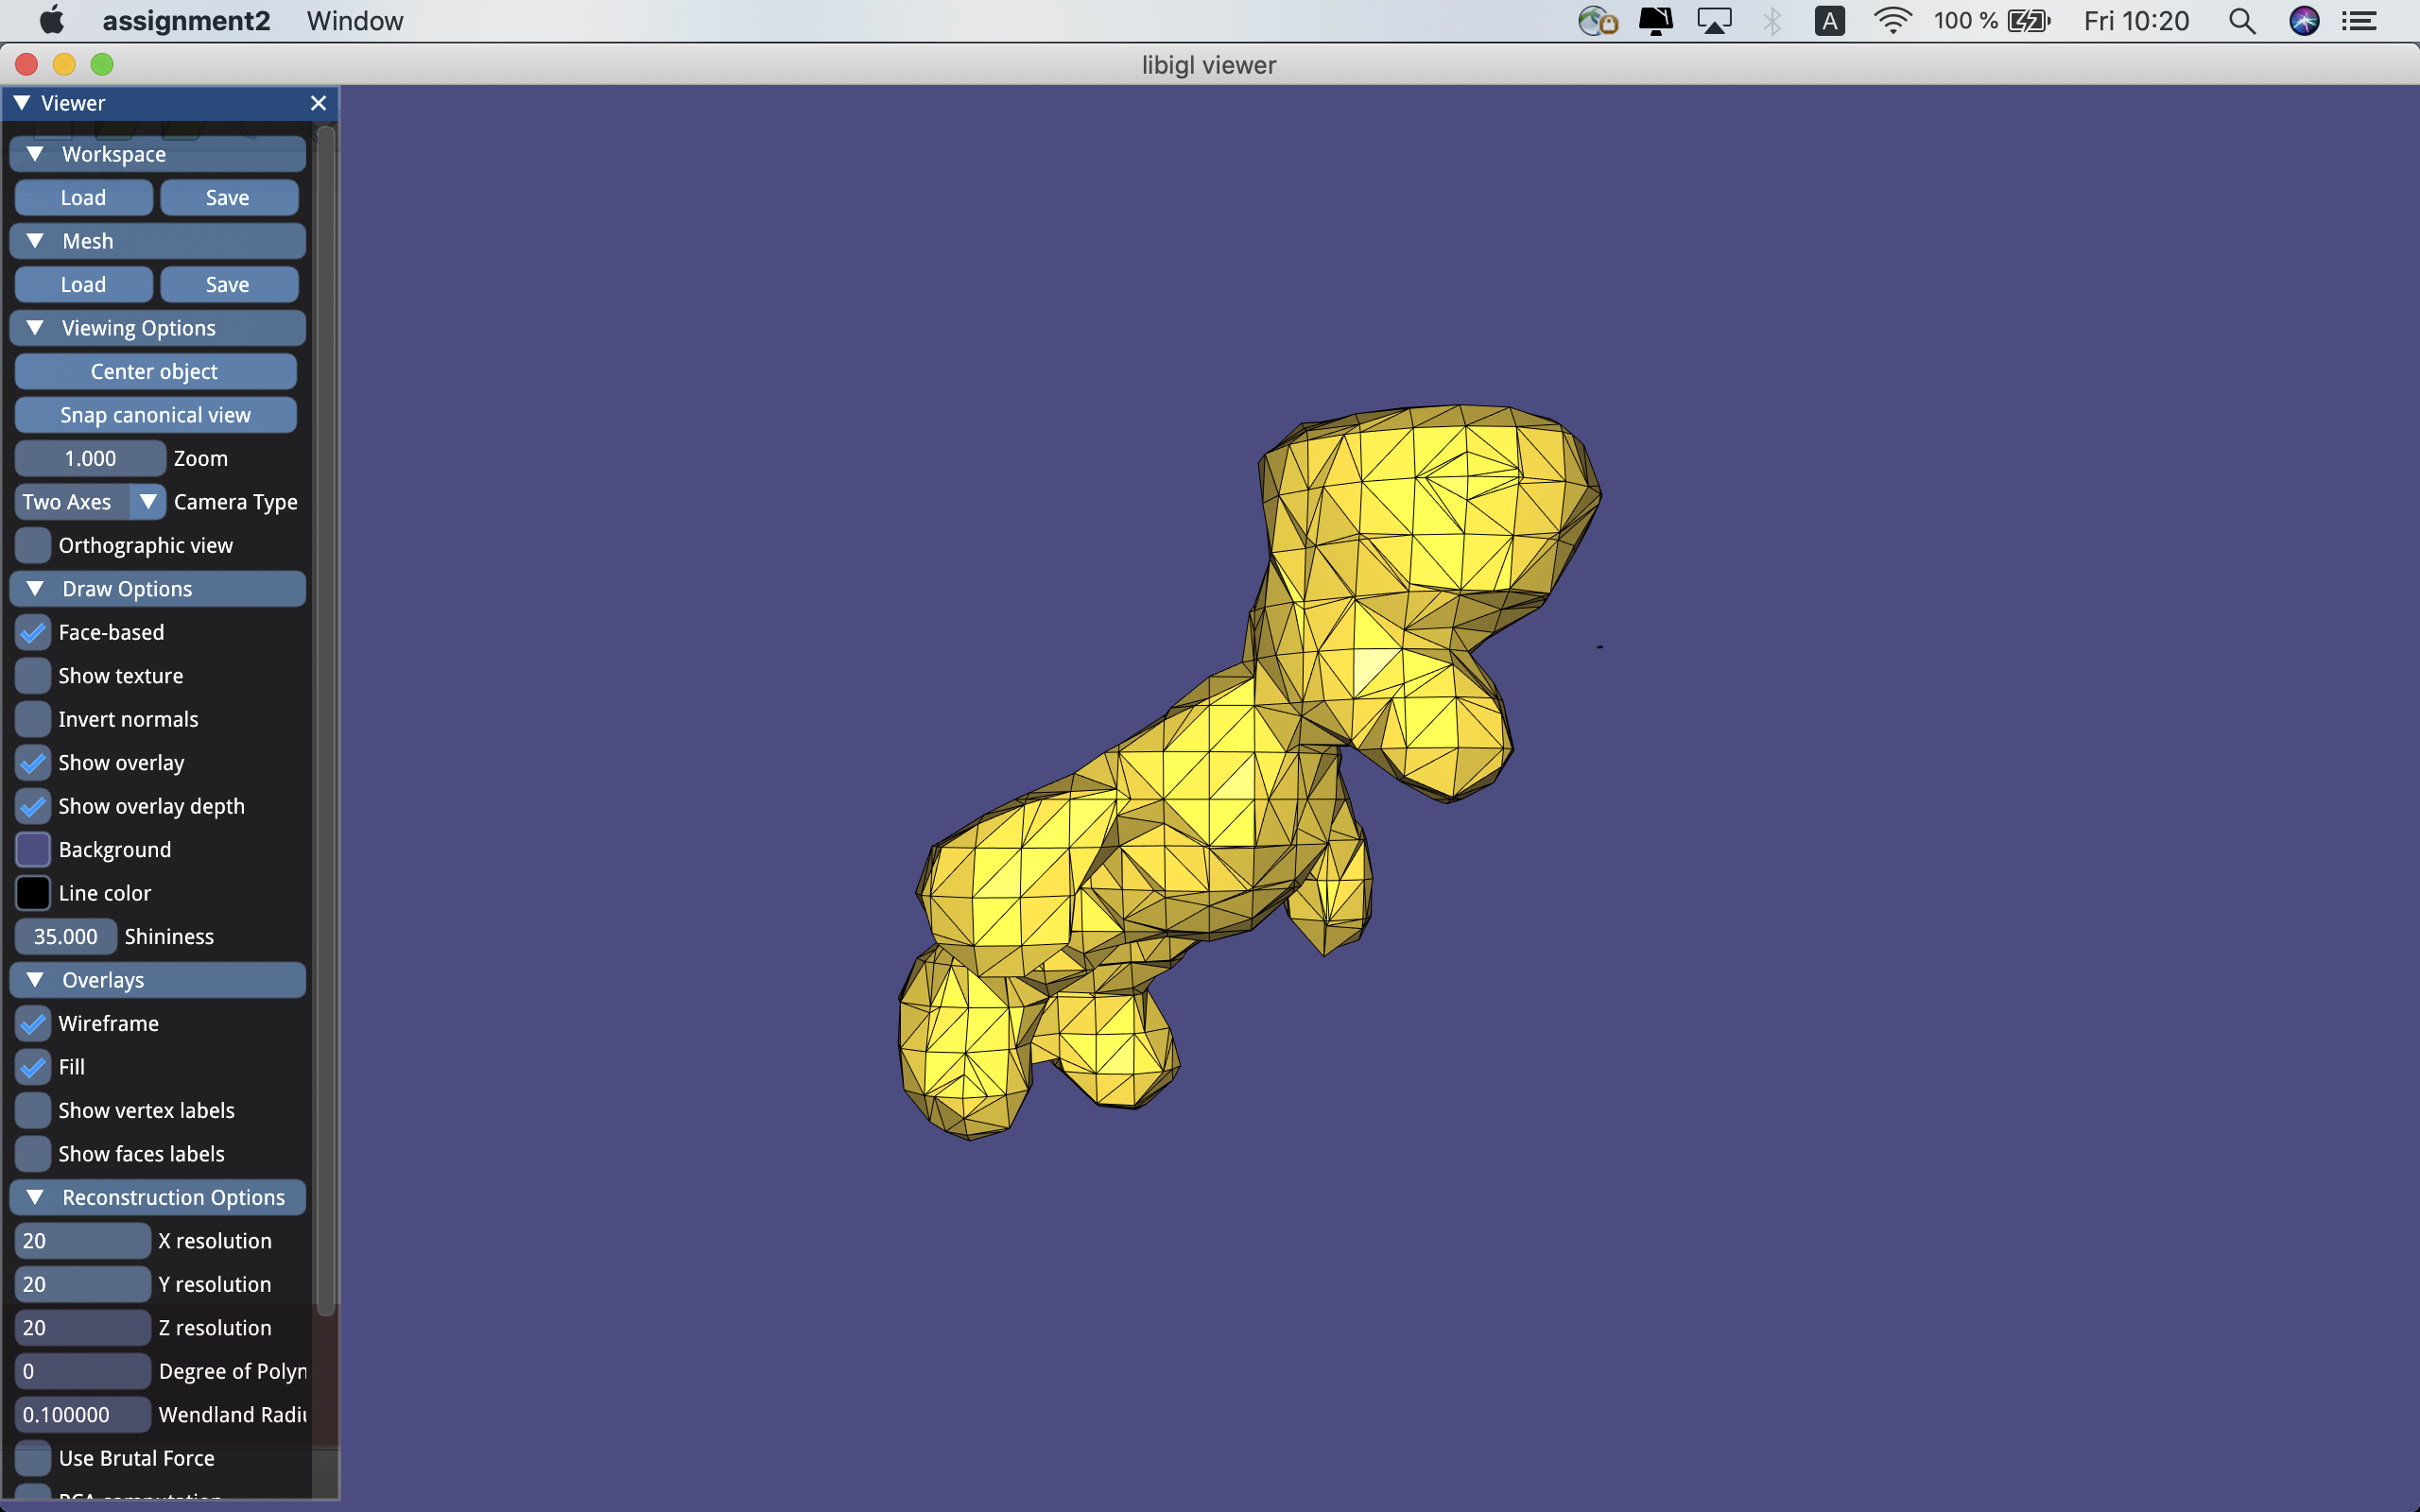 assignment2 Window A 100 % Fri 10:20
libigl viewer
Viewer
Workspace
Load Save
Mesh
Load Save
Viewing Options
Center object
Snap canonical view
1.000 Zoom
Two Axes Camera Type
Orthographic view
Draw Options
Face-based
Show texture
Invert normals
Show overlay
Show overlay depth
Background
Line color
35.000 Shininess
Overlays
Wireframe
Fill
Show vertex labels
Show faces labels
Reconstruction Options
20 X resolution
20 Y resolution
20 Z resolution
0 Degree of Polyn
0.100000 Wendland Radiu
Use Brutal Force